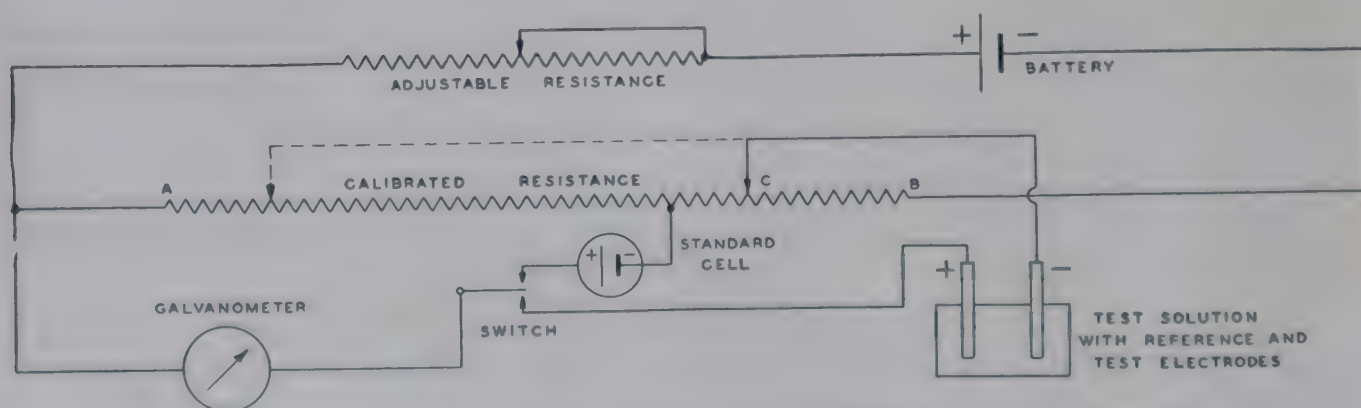 + −
BATTERY
ADJUSTABLE RESISTANCE
A CALIBRATED RESISTANCE C B
+ −
STANDARD
CELL
+ −
GALVANOMETER
SWITCH
TEST SOLUTION
WITH REFERENCE AND
TEST ELECTRODES